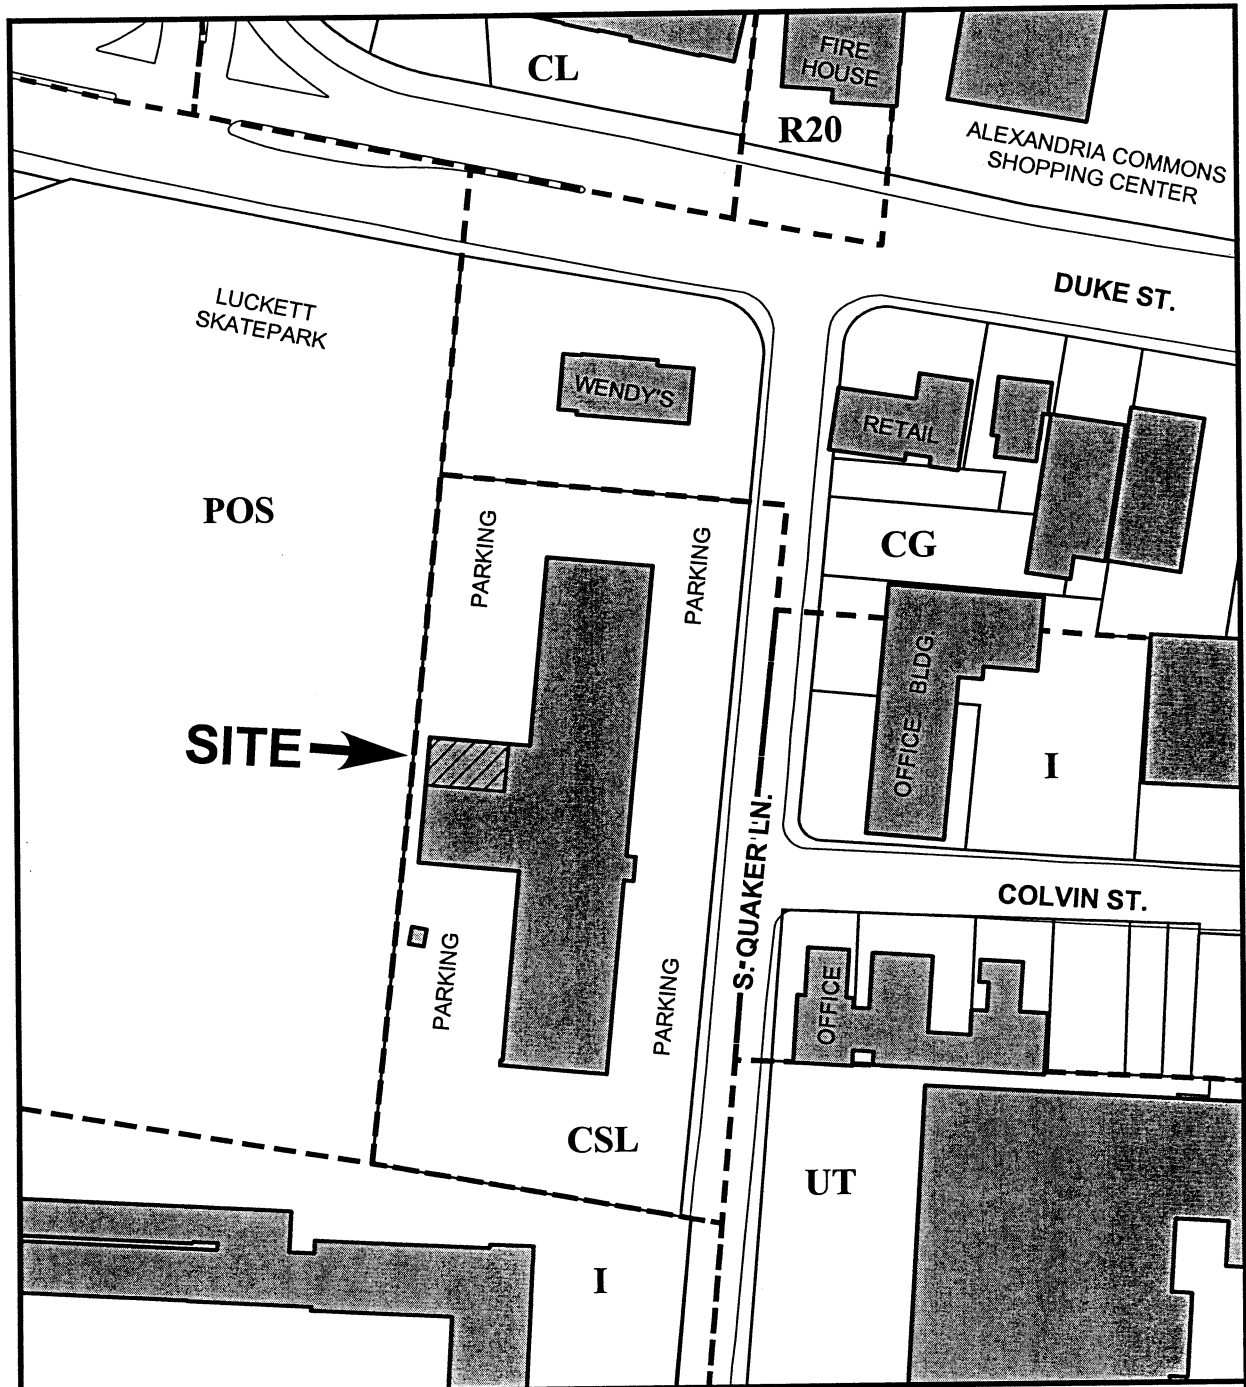 CL
FIRE
HOUSE
R20
ALEXANDRIA COMMONS
SHOPPING CENTER
DUKE ST.
LUCKETT
SKATEPARK
WENDY'S
RETAIL
POS
PARKING
PARKING
CG
OFFICE BLDG
SITE
I
S. QUAKER LN.
COLVIN ST.
PARKING
PARKING
OFFICE
CSL
UT
I